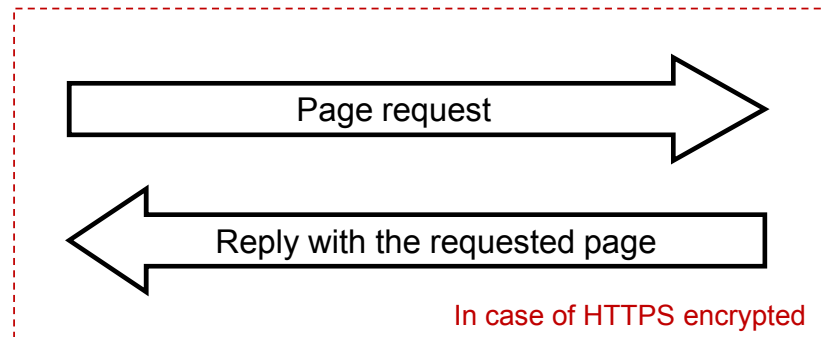 Page request
Reply with the requested page
In case of HTTPS encrypted